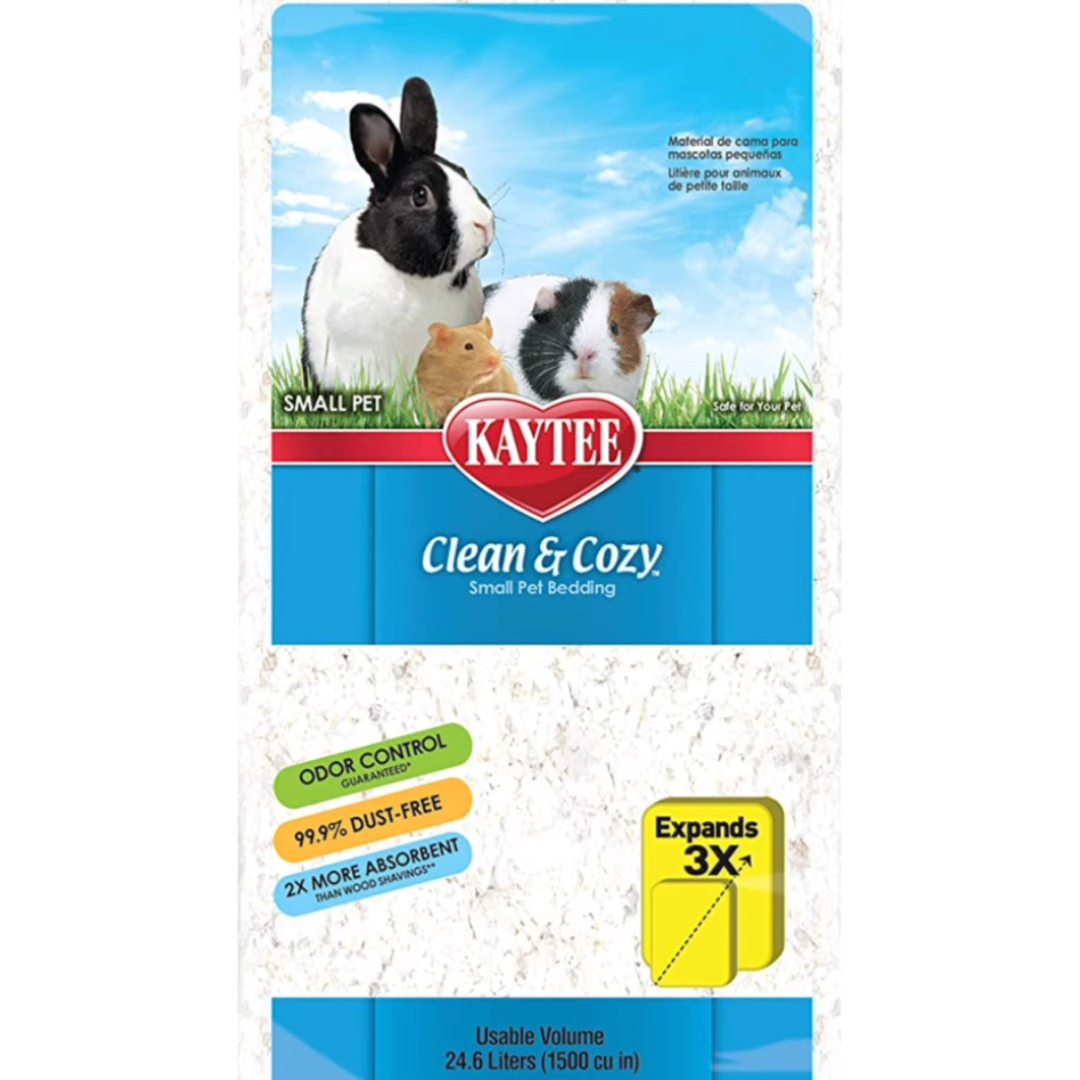 Material de cama para
mascotas pequeñas
Litière pour animaux
de petite taille
SMALL PET
Safe for Your Pet
KAYTEE
Clean & Cozy™
Small Pet Bedding
ODOR CONTROL
GUARANTEED*
99.9% DUST-FREE
2X MORE ABSORBENT
THAN WOOD SHAVINGS**
Expands
3X
Usable Volume
24.6 Liters (1500 cu in)